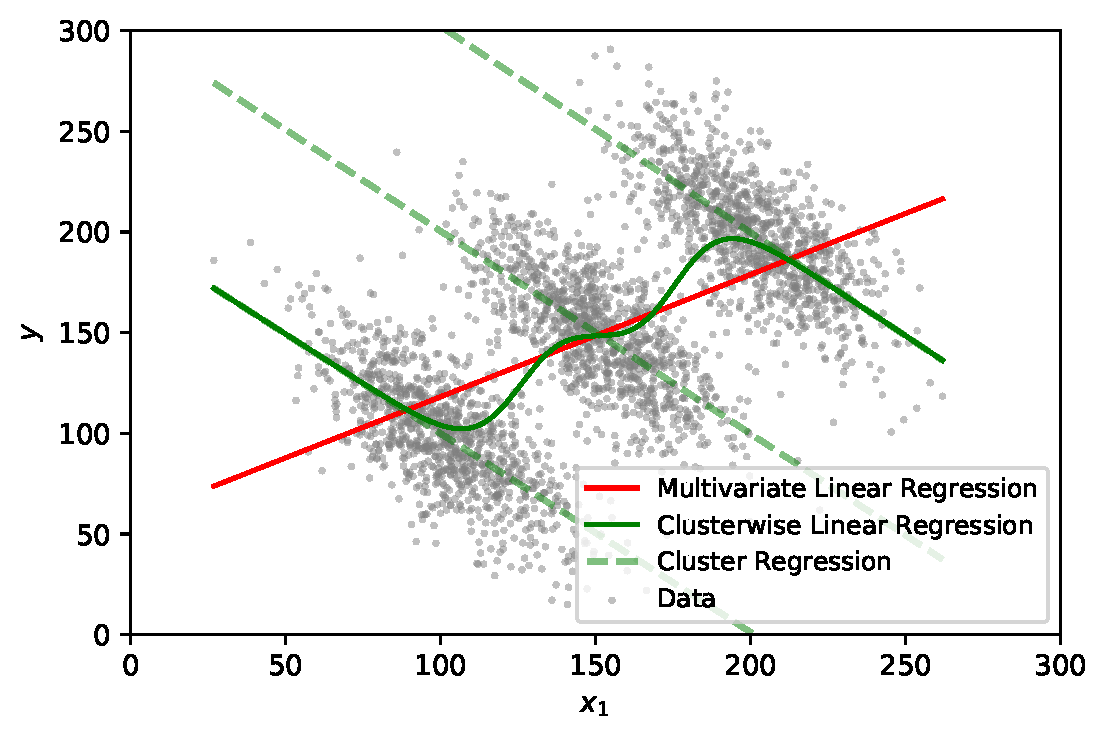 300
250
200
150
100
50
0
y
0 50 100 150 200 250 300
x₁
Multivariate Linear Regression
Clusterwise Linear Regression
Cluster Regression
Data